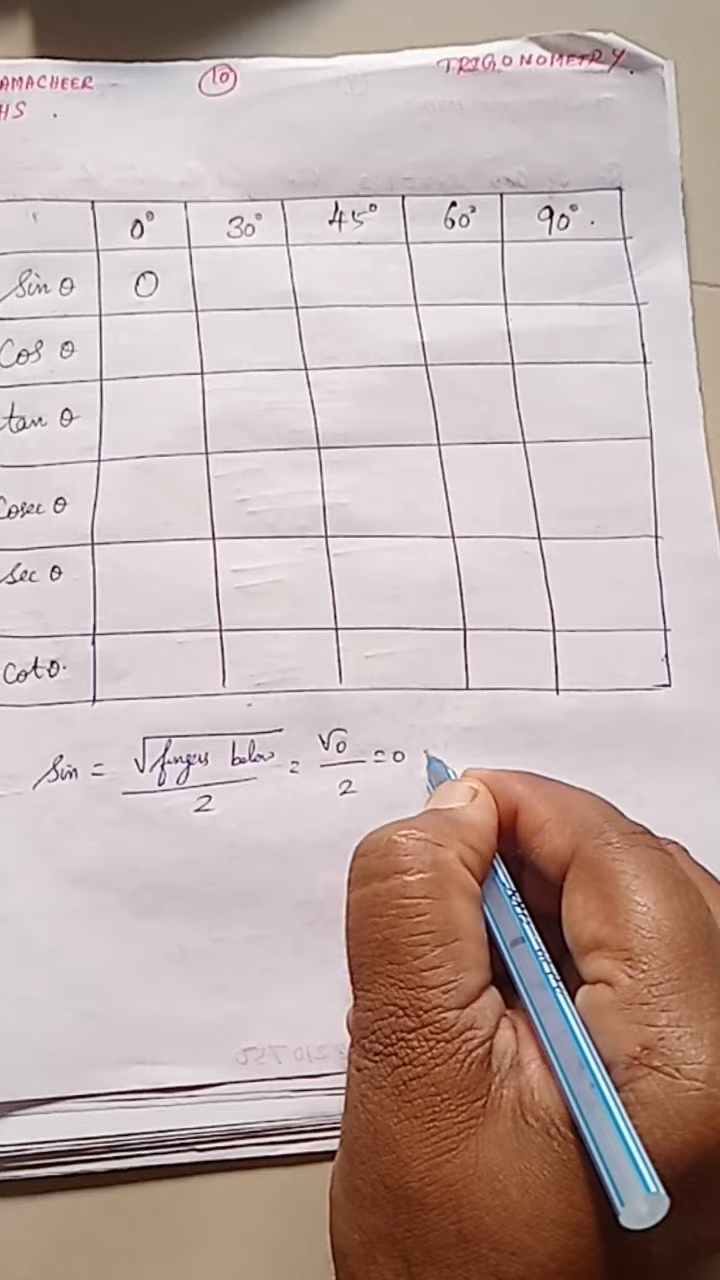 AMACHEER 10 TRIGONOMETRY.
HS.
0° 30° 45° 60° 90°.
Sin θ 0
Cos θ
tan θ
Cosec θ
Sec θ
Cotθ.
Sin = √fingers below / 2 = √0 / 2 = 0